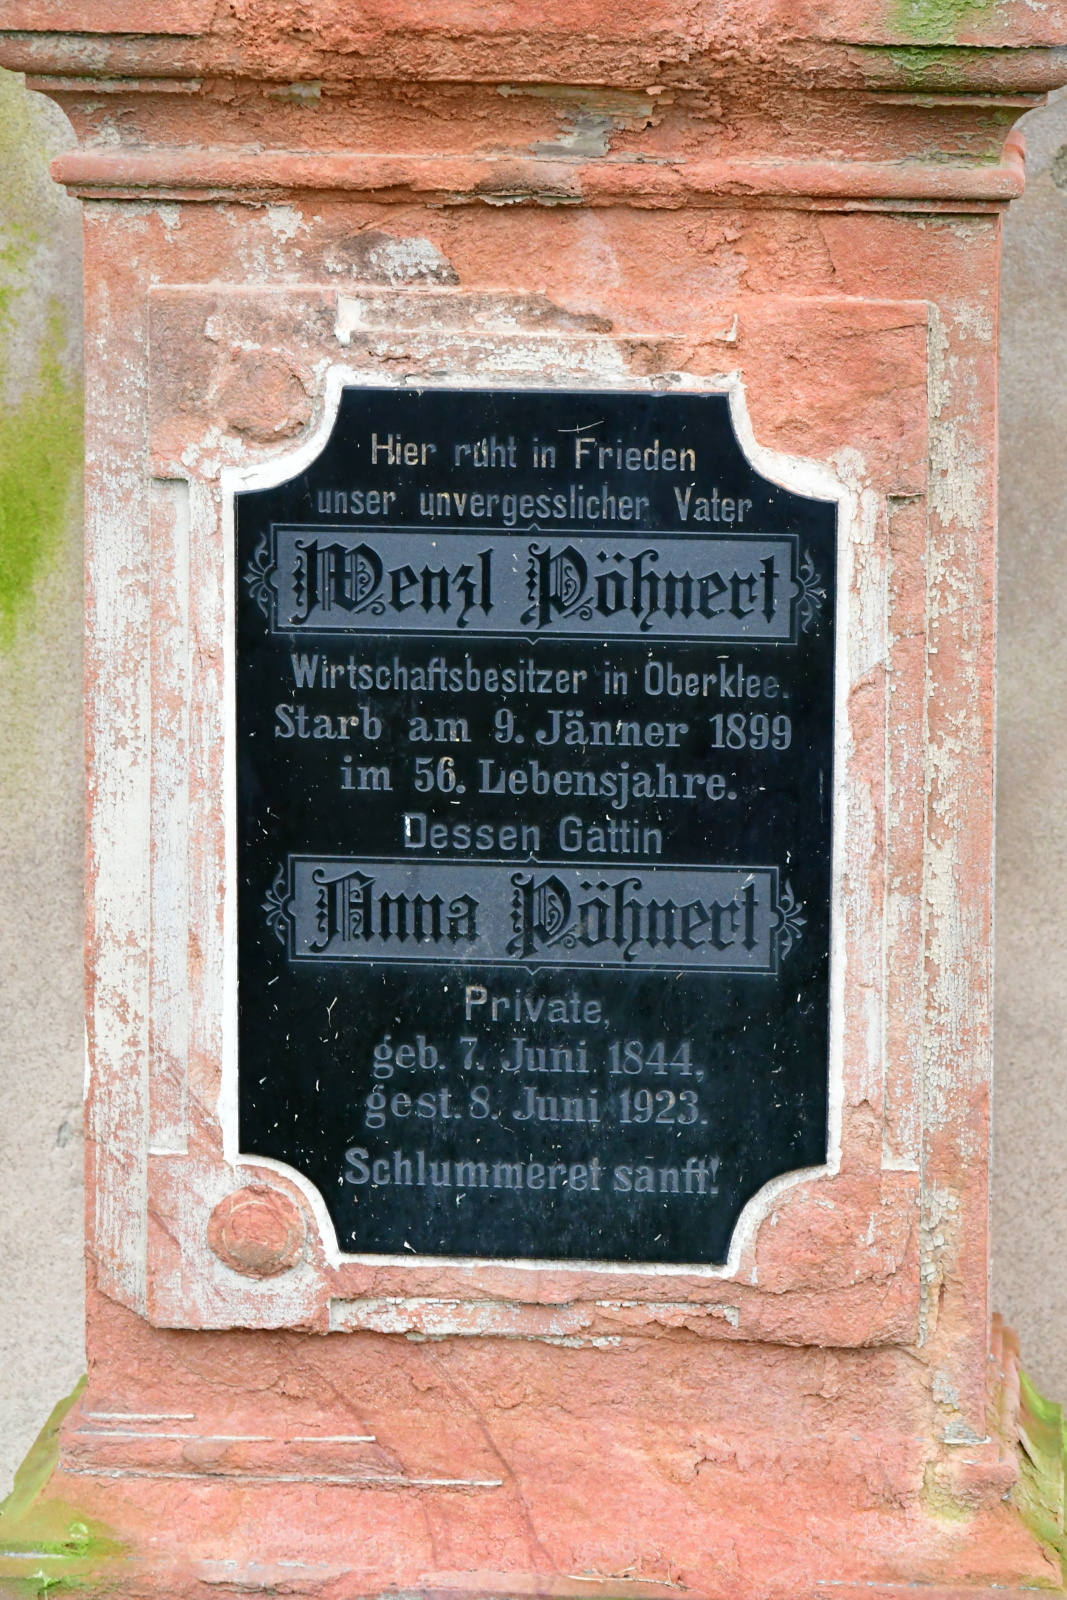 Hier ruht in Frieden
unser unvergesslicher Vater
Wenzl Pöhnert
Wirtschaftsbesitzer in Oberklee.
Starb am 9. Jänner 1899
im 56. Lebensjahre.
Dessen Gattin
Anna Pöhnert
Private,
geb. 7. Juni 1844,
gest. 8. Juni 1923.
Schlummeret sanft!